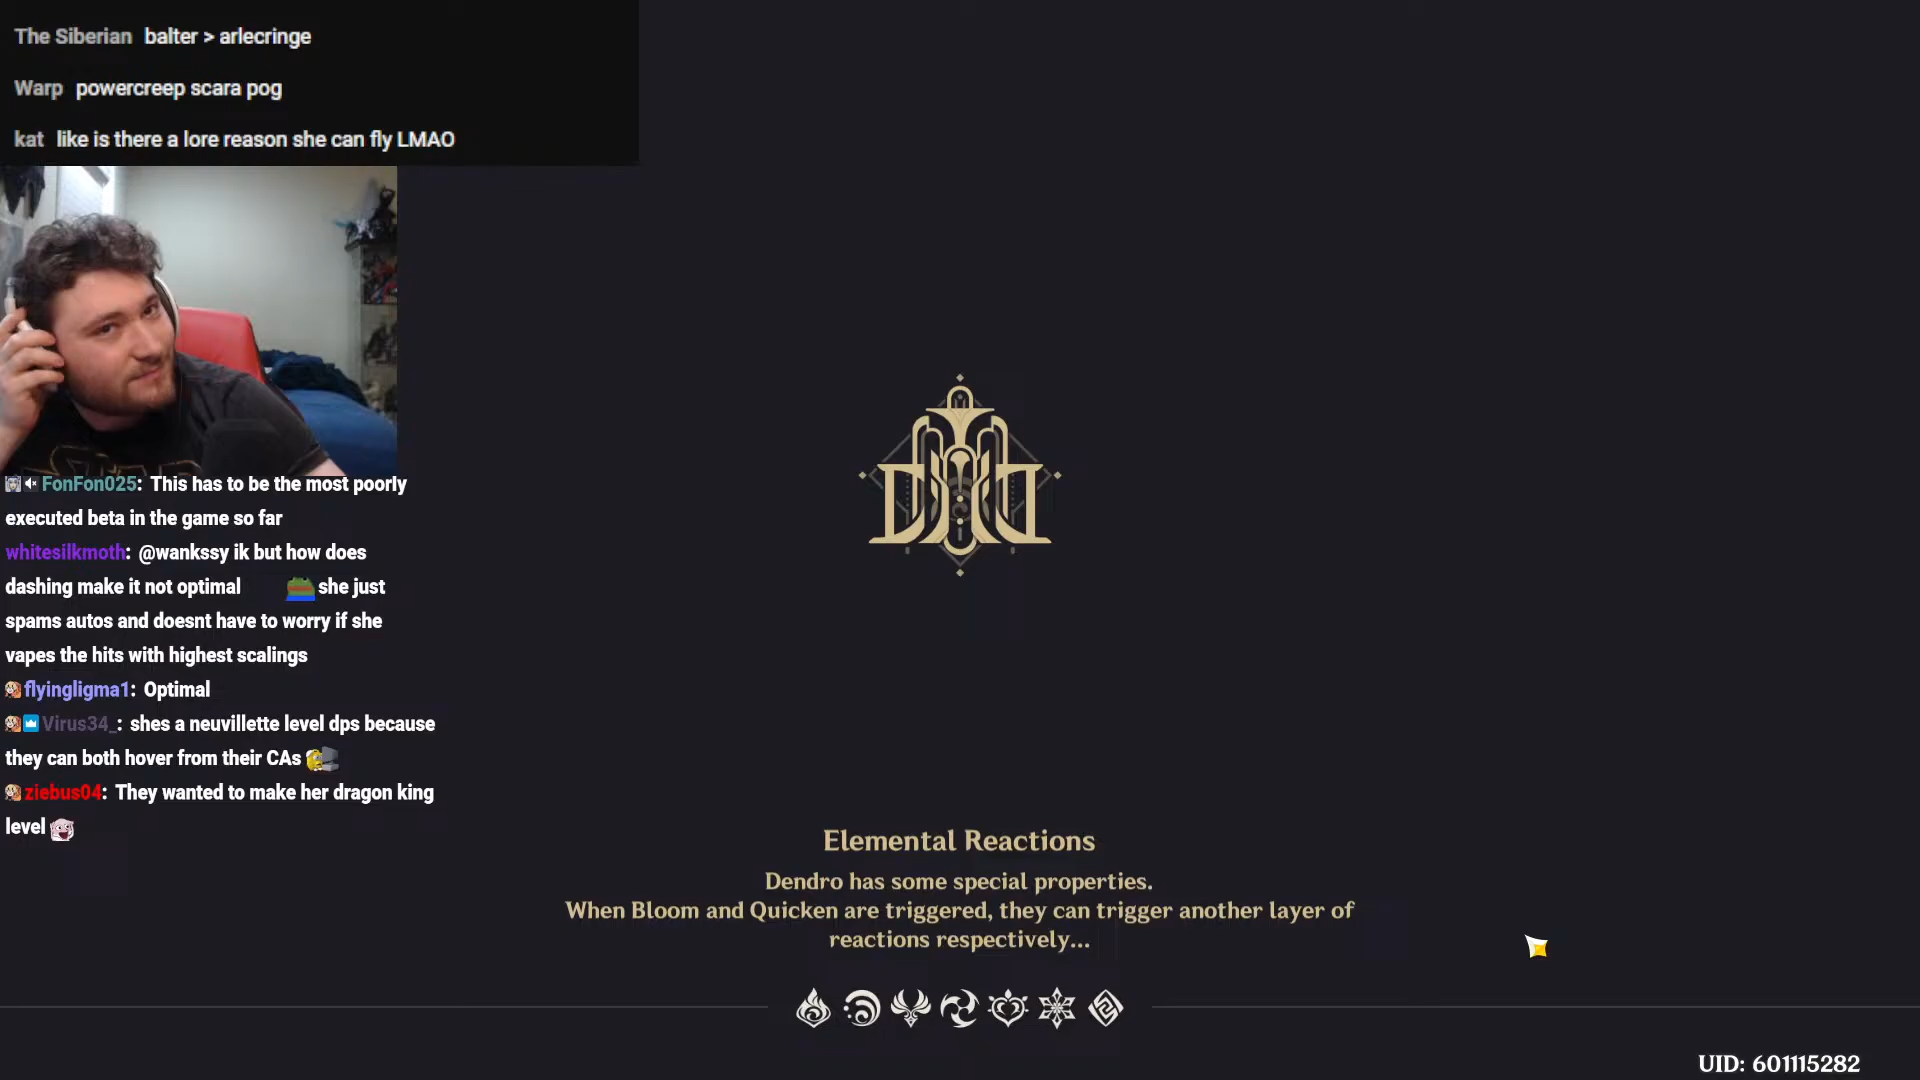 The Siberian balter > arlecringe
Warp powercreep scara pog
kat like is there a lore reason she can fly LMAO
FonFon025: This has to be the most poorly
executed beta in the game so far
whitesilkmoth: @wankssy ik but how does
dashing make it not optimal she just
spams autos and doesnt have to worry if she
vapes the hits with highest scalings
flyingligma1: Optimal
Virus34_: shes a neuvillette level dps because
they can both hover from their CAs
ziebus04: They wanted to make her dragon king
level
Elemental Reactions
Dendro has some special properties.
When Bloom and Quicken are triggered, they can trigger another layer of
reactions respectively...
UID: 601115282